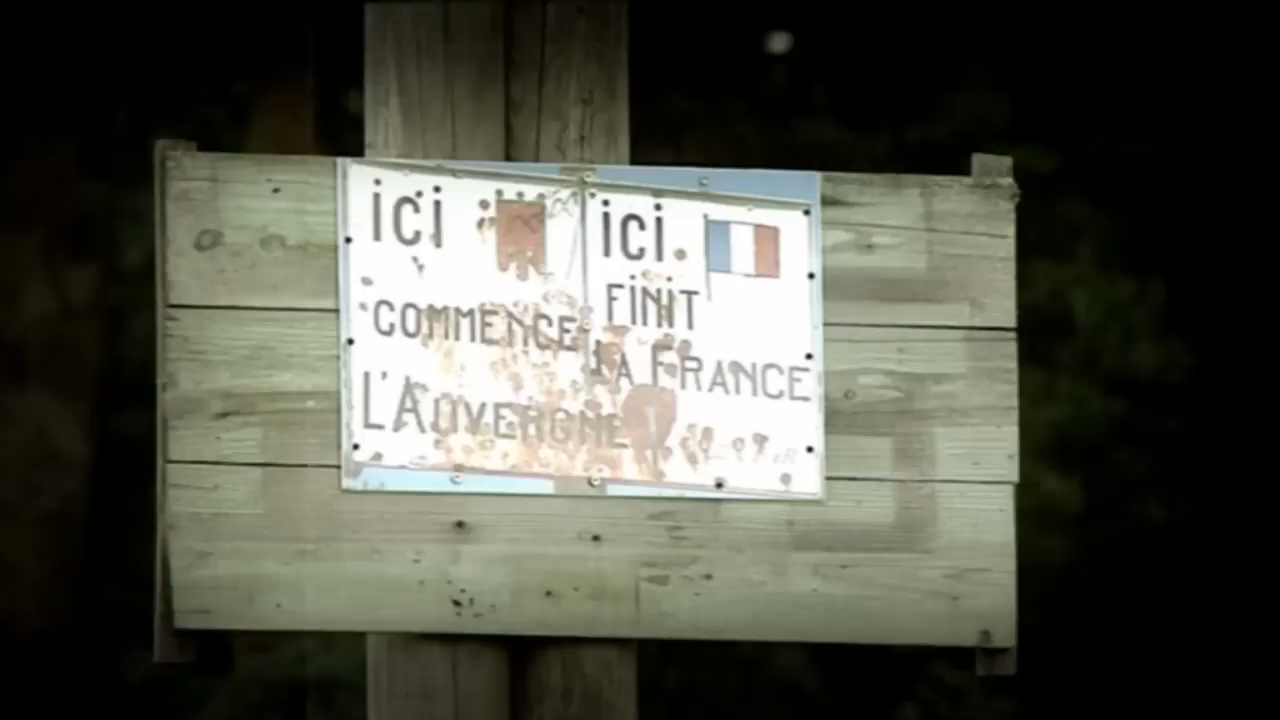 ici
COMMENCE
L'AUVERGNE
ici
FINIT
LA FRANCE